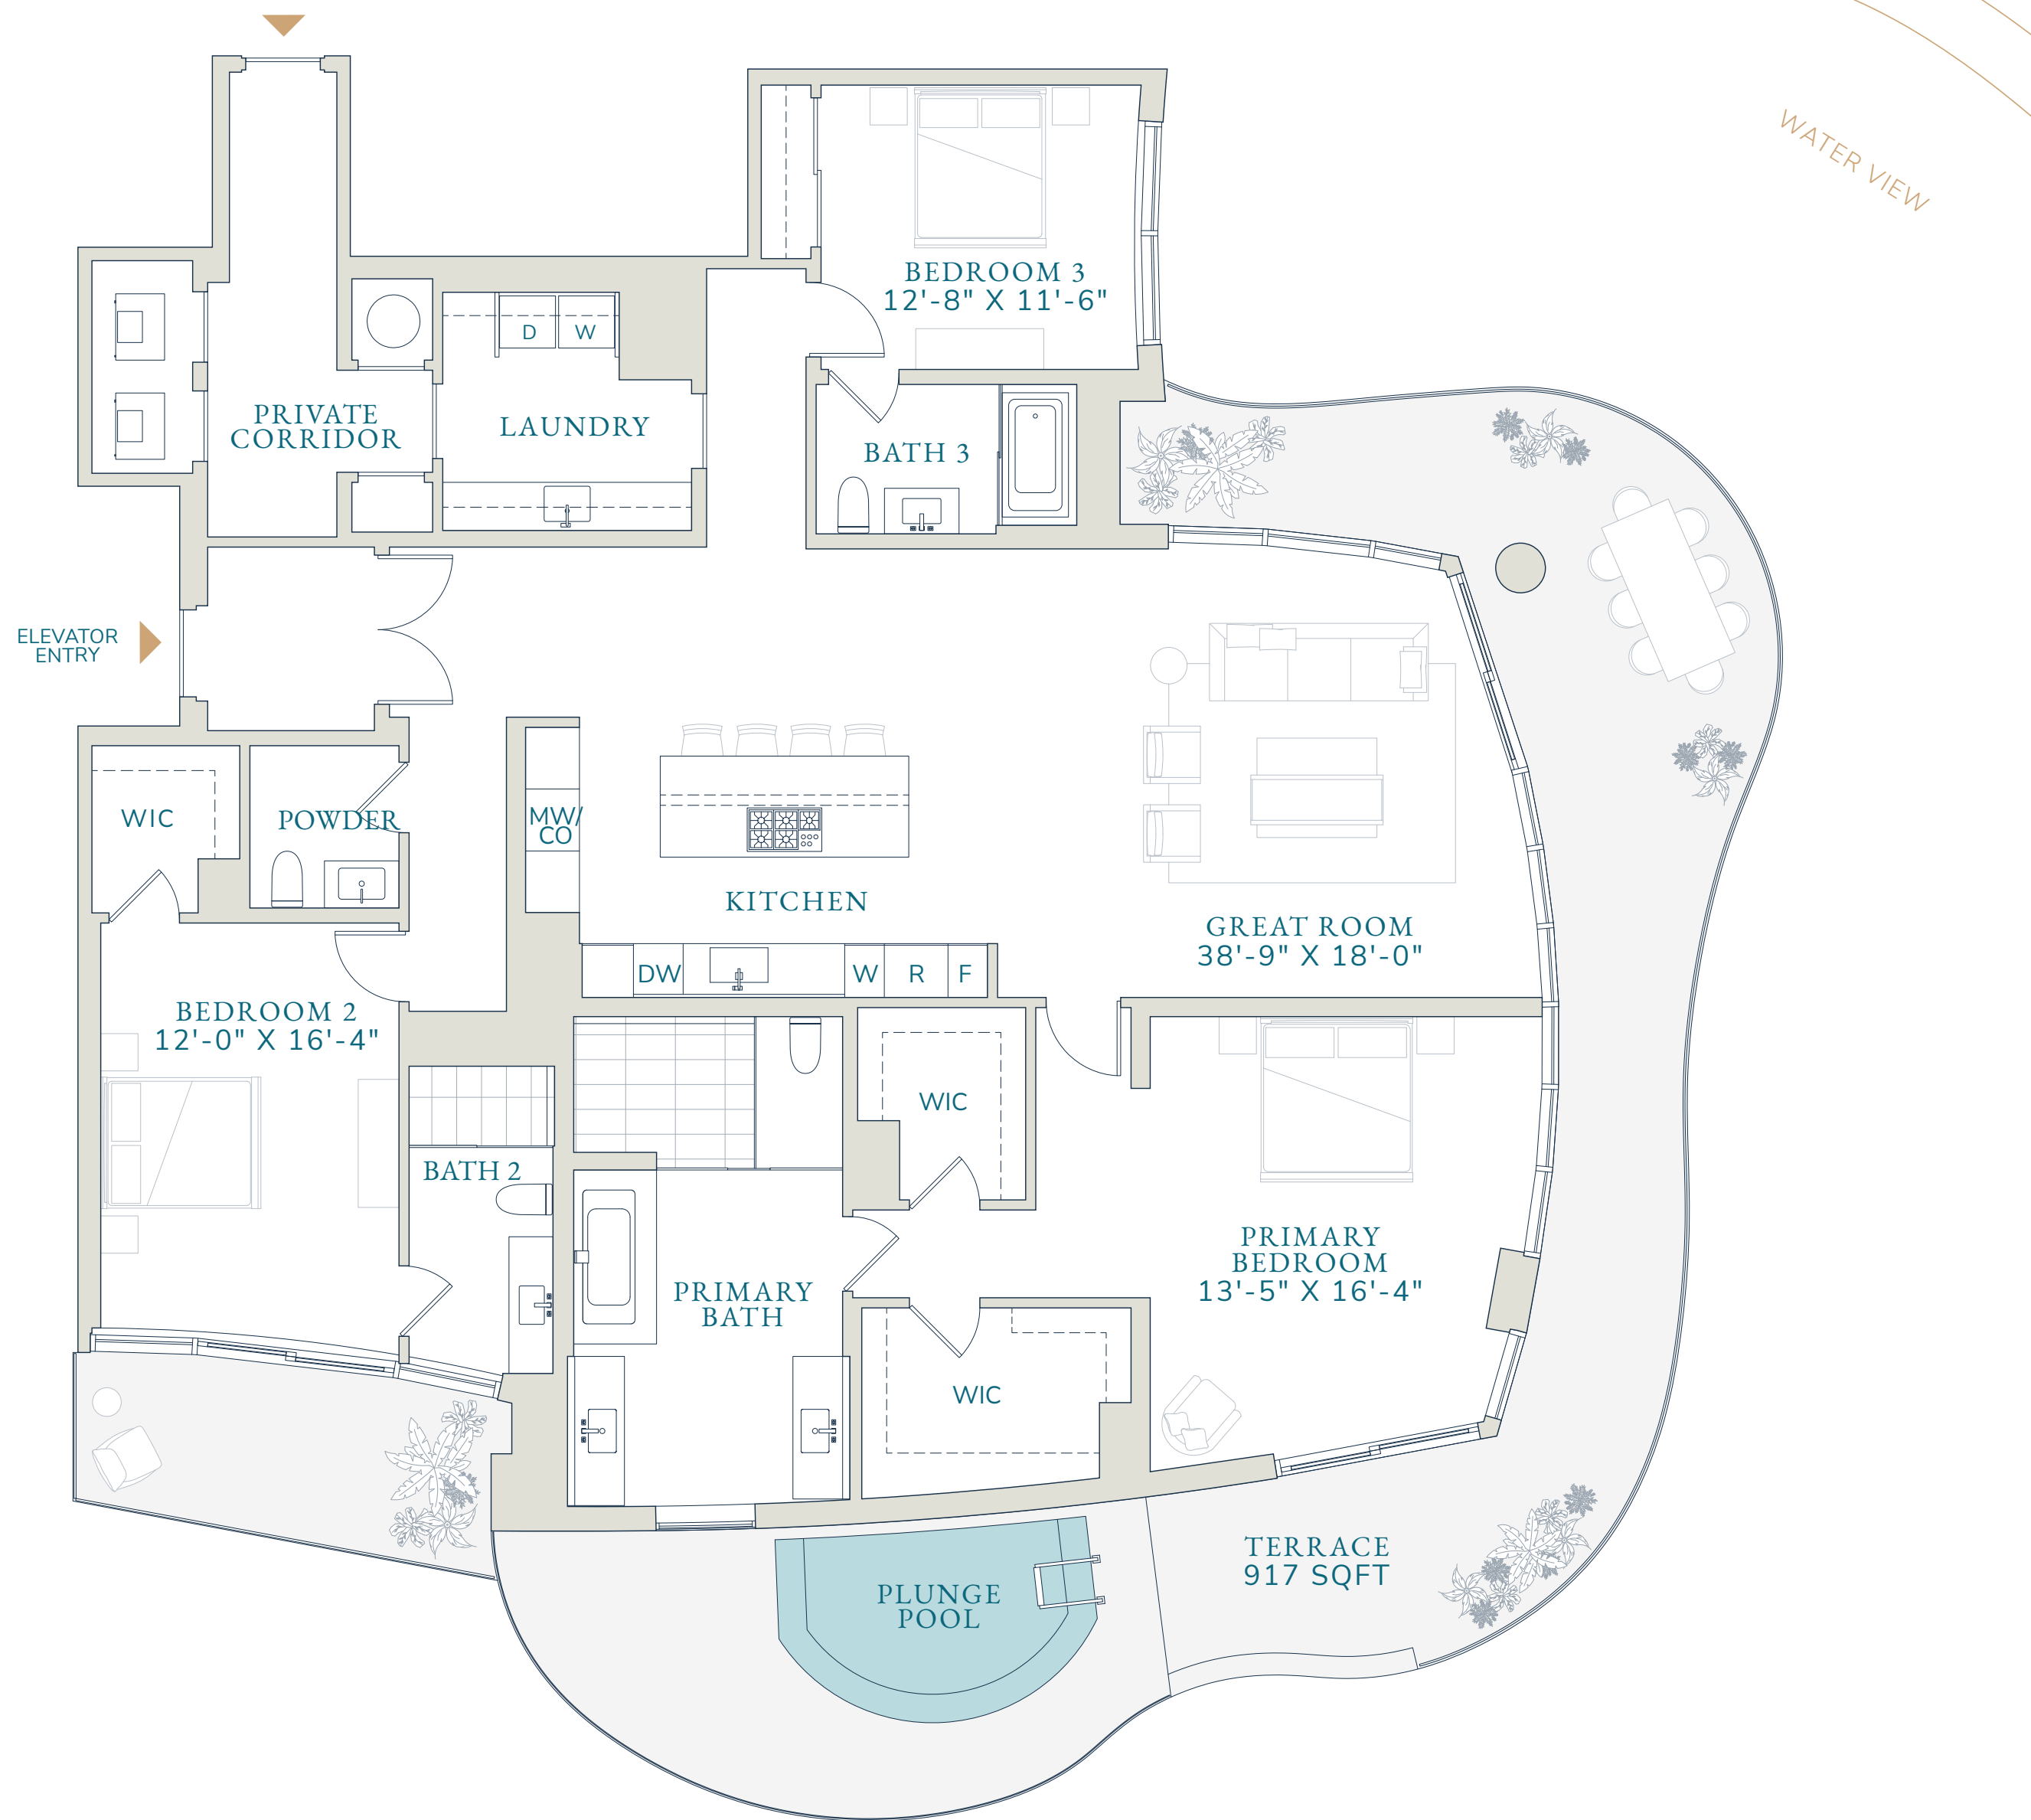 WATER VIEW
BEDROOM 3
12'-8" X 11'-6"
D
W
PRIVATE
CORRIDOR
LAUNDRY
BATH 3
ELEVATOR
ENTRY
WIC
POWDER
MW/
CO
KITCHEN
GREAT ROOM
38'-9" X 18'-0"
DW
W
R
F
BEDROOM 2
12'-0" X 16'-4"
WIC
BATH 2
PRIMARY
BATH
PRIMARY
BEDROOM
13'-5" X 16'-4"
WIC
TERRACE
917 SQFT
PLUNGE
POOL